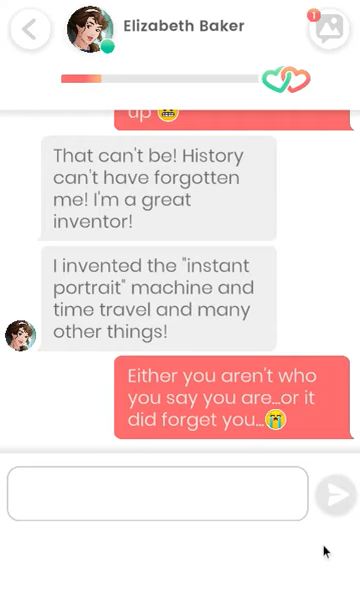 Elizabeth Baker
1
up 😬
That can't be! History
can't have forgotten
me! I'm a great
inventor!
I invented the "instant
portrait" machine and
time travel and many
other things!
Either you aren't who
you say you are...or it
did forget you...😭